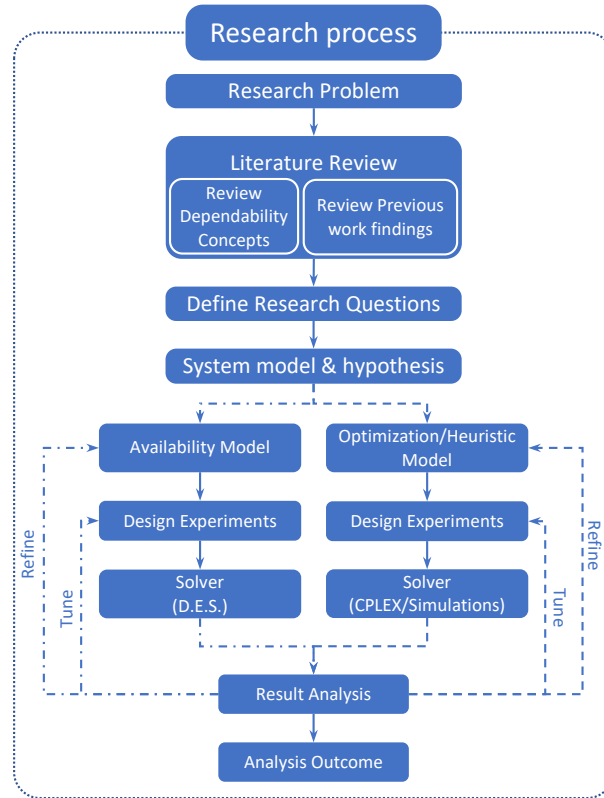 Research process
Research Problem
Literature Review
Review
Dependability
Concepts
Review Previous
work findings
Define Research Questions
System model & hypothesis
Availability Model
Optimization/Heuristic
Model
Design Experiments
Design Experiments
Solver
(D.E.S.)
Solver
(CPLEX/Simulations)
Refine
Tune
Tune
Refine
Result Analysis
Analysis Outcome